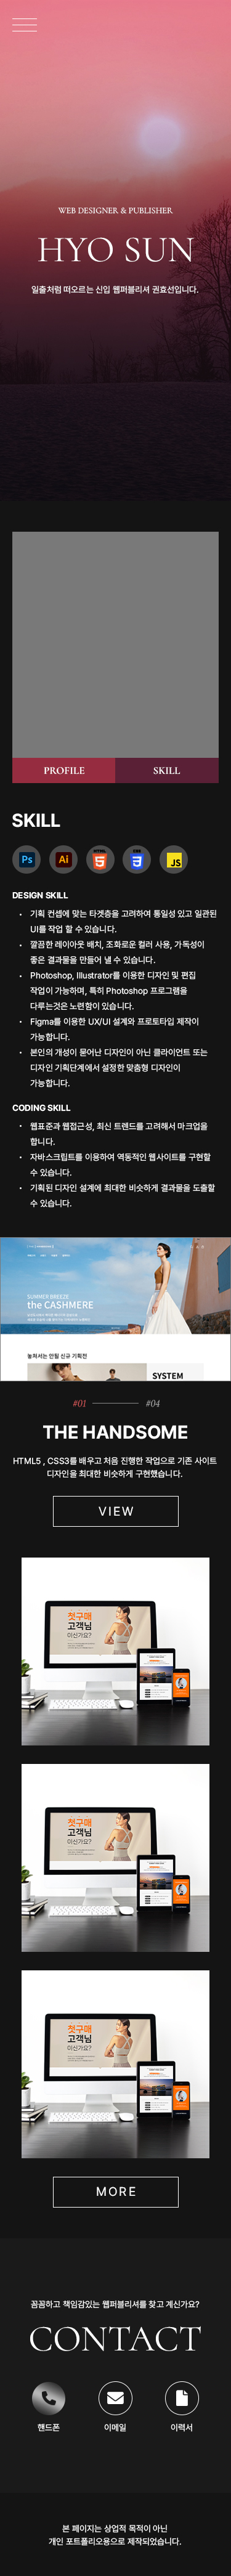 WEB DESIGNER & PUBLISHER
HYO SUN
일출처럼 떠오르는 신입 웹퍼블리셔 권효선입니다.
PROFILE
SKILL
SKILL
Ps
Ai
HTML
5
CSS
3
JS
DESIGN SKILL
• 기획 컨셉에 맞는 타겟층을 고려하여 통일성 있고 일관된
UI를 작업 할 수 있습니다.
• 깔끔한 레이아웃 배치, 조화로운 컬러 사용, 가독성이
좋은 결과물을 만들어 낼 수 있습니다.
• Photoshop, Illustrator를 이용한 디자인 및 편집
작업이 가능하며, 특히 Photoshop 프로그램을
다루는것은 노련함이 있습니다.
• Figma를 이용한 UX/UI 설계와 프로토타입 제작이
가능합니다.
• 본인의 개성이 묻어난 디자인이 아닌 클라이언트 또는
디자인 기획단계에서 설정한 맞춤형 디자인이
가능합니다.
CODING SKILL
• 웹표준과 웹접근성, 최신 트렌드를 고려해서 마크업을
합니다.
• 자바스크립트를 이용하여 역동적인 웹사이트를 구현할
수 있습니다.
• 기획된 디자인 설계에 최대한 비슷하게 결과물을 도출할
수 있습니다.
SUMMER BREEZE
the CASHMERE
놓쳐서는 안될 신규 기획전
SYSTEM
#01
#04
THE HANDSOME
HTML5 , CSS3를 배우고 처음 진행한 작업으로 기존 사이트
디자인을 최대한 비슷하게 구현했습니다.
VIEW
첫구매
고객님
이신가요?
첫구매
고객님
이신가요?
첫구매
고객님
이신가요?
MORE
꼼꼼하고 책임감있는 웹퍼블리셔를 찾고 계신가요?
CONTACT
핸드폰
이메일
이력서
본 페이지는 상업적 목적이 아닌
개인 포트폴리오용으로 제작되었습니다.